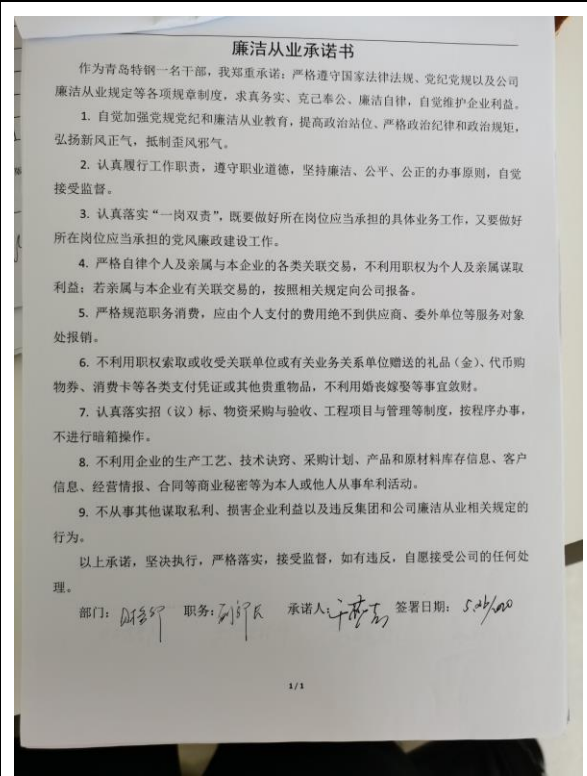 廉洁从业承诺书
作为青岛特钢一名干部，我郑重承诺：严格遵守国家法律法规、党纪党规以及公司
廉洁从业规定等各项规章制度，求真务实、克己奉公、廉洁自律，自觉维护企业利益。
1. 自觉加强党规党纪和廉洁从业教育，提高政治站位、严格政治纪律和政治规矩，
弘扬新风正气，抵制歪风邪气。
2. 认真履行工作职责，遵守职业道德，坚持廉洁、公平、公正的办事原则，自觉
接受监督。
3. 认真落实“一岗双责”，既要做好所在岗位应当承担的具体业务工作，又要做好
所在岗位应当承担的党风廉政建设工作。
4. 严格自律个人及亲属与本企业的各类关联交易，不利用职权为个人及亲属谋取
利益；若亲属与本企业有关联交易的，按照相关规定向公司报备。
5. 严格规范职务消费，应由个人支付的费用绝不到供应商、委外单位等服务对象
处报销。
6. 不利用职权索取或收受关联单位或有关业务关系单位赠送的礼品（金）、代币购
物券、消费卡等各类支付凭证或其他贵重物品，不利用婚丧嫁娶等事宜敛财。
7. 认真落实招（议）标、物资采购与验收、工程项目与管理等制度，按程序办事，
不进行暗箱操作。
8. 不利用企业的生产工艺、技术诀窍、采购计划、产品和原材料库存信息、客户
信息、经营情报、合同等商业秘密等为本人或他人从事牟利活动。
9. 不从事其他谋取私利、损害企业利益以及违反集团和公司廉洁从业相关规定的
行为。
以上承诺，坚决执行，严格落实，接受监督，如有违反，自愿接受公司的任何处
理。
部门： 职务：副部长 承诺人： 签署日期：
1 / 1